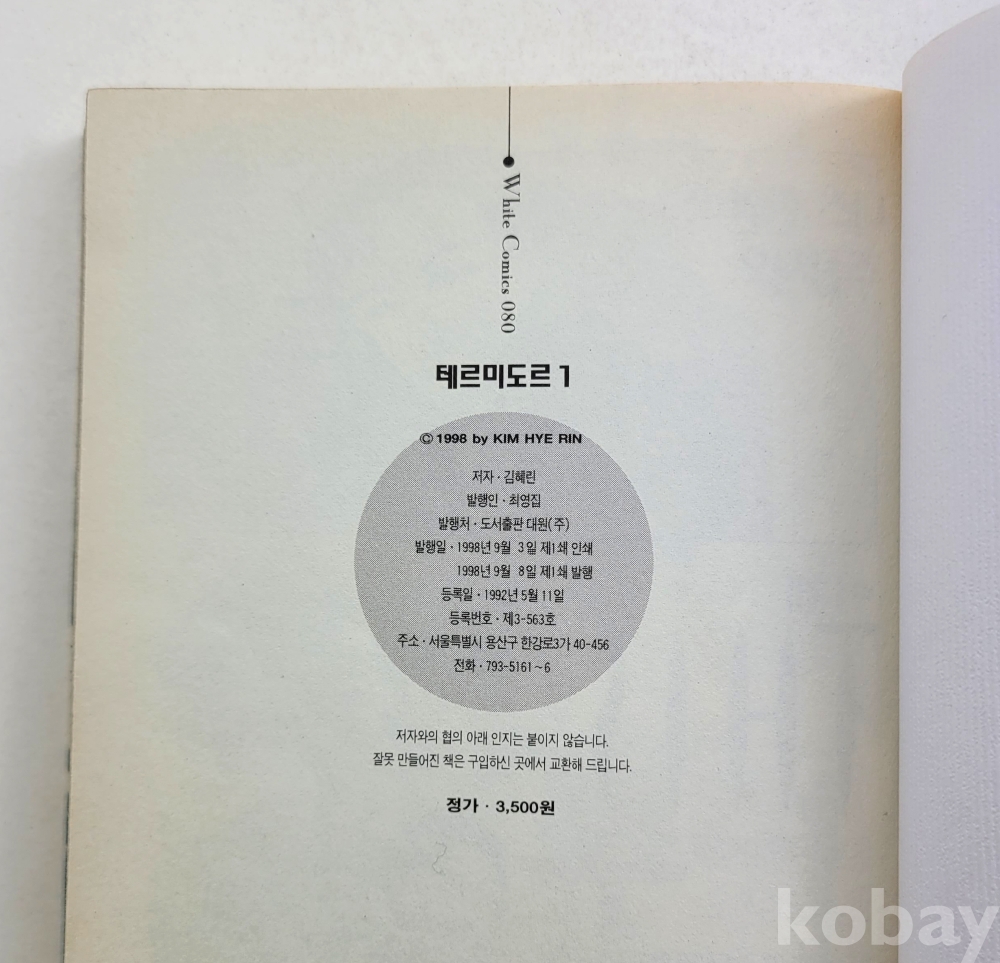 White Comics 080
테르미도르 1
© 1998 by KIM HYE RIN
저자 · 김혜린
발행인 · 최영집
발행처 · 도서출판 대원(주)
발행일 · 1998년 9월 3일 제1쇄 인쇄
1998년 9월 8일 제1쇄 발행
등록일 · 1992년 5월 11일
등록번호 · 제3-563호
주소 · 서울특별시 용산구 한강로3가 40-456
전화 · 793-5161~6
저자와의 협의 아래 인지는 붙이지 않습니다.
잘못 만들어진 책은 구입하신 곳에서 교환해 드립니다.
정가 · 3,500원
kobay